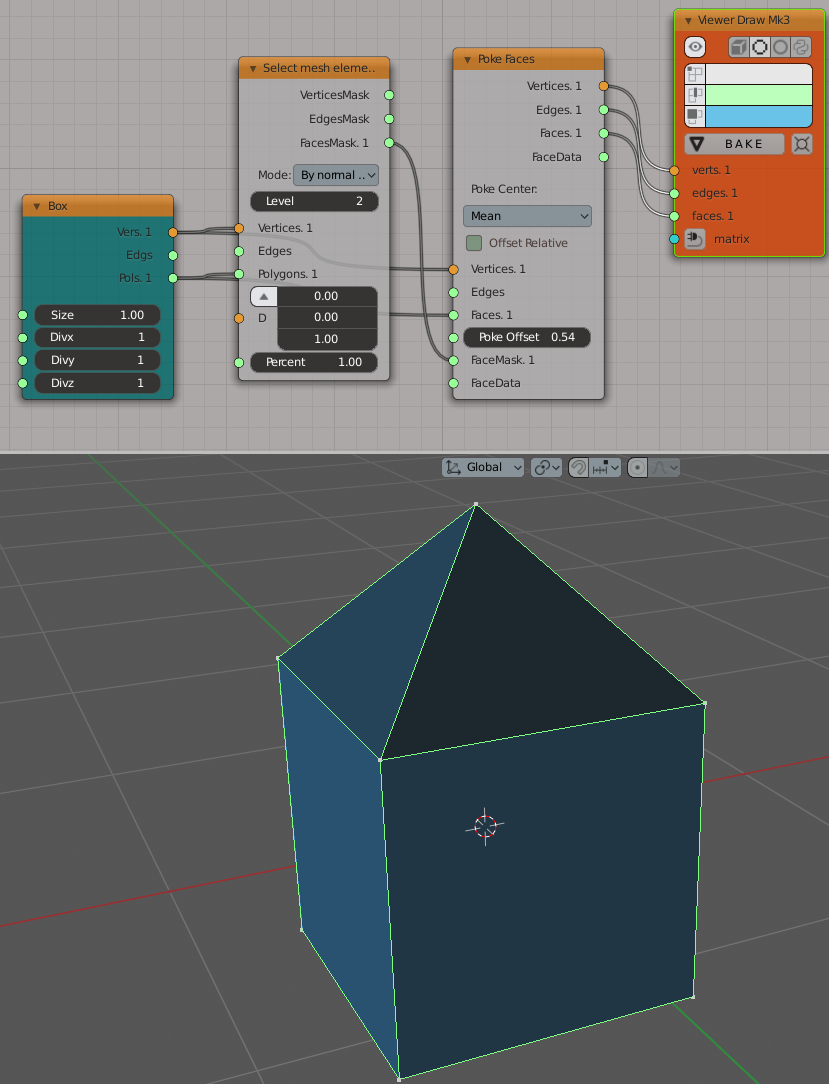 Box
Vers. 1
Edgs
Pols. 1
Size 1.00
Divx 1
Divy 1
Divz 1
Select mesh eleme..
VerticesMask
EdgesMask
FacesMask. 1
Mode: By normal ..
Level 2
Vertices. 1
Edges
Polygons. 1
0.00
D 0.00
1.00
Percent 1.00
Poke Faces
Vertices. 1
Edges. 1
Faces. 1
FaceData
Poke Center:
Mean
Offset Relative
Vertices. 1
Edges
Faces. 1
Poke Offset 0.54
FaceMask. 1
FaceData
Viewer Draw Mk3
BAKE
verts. 1
edges. 1
faces. 1
matrix
Global